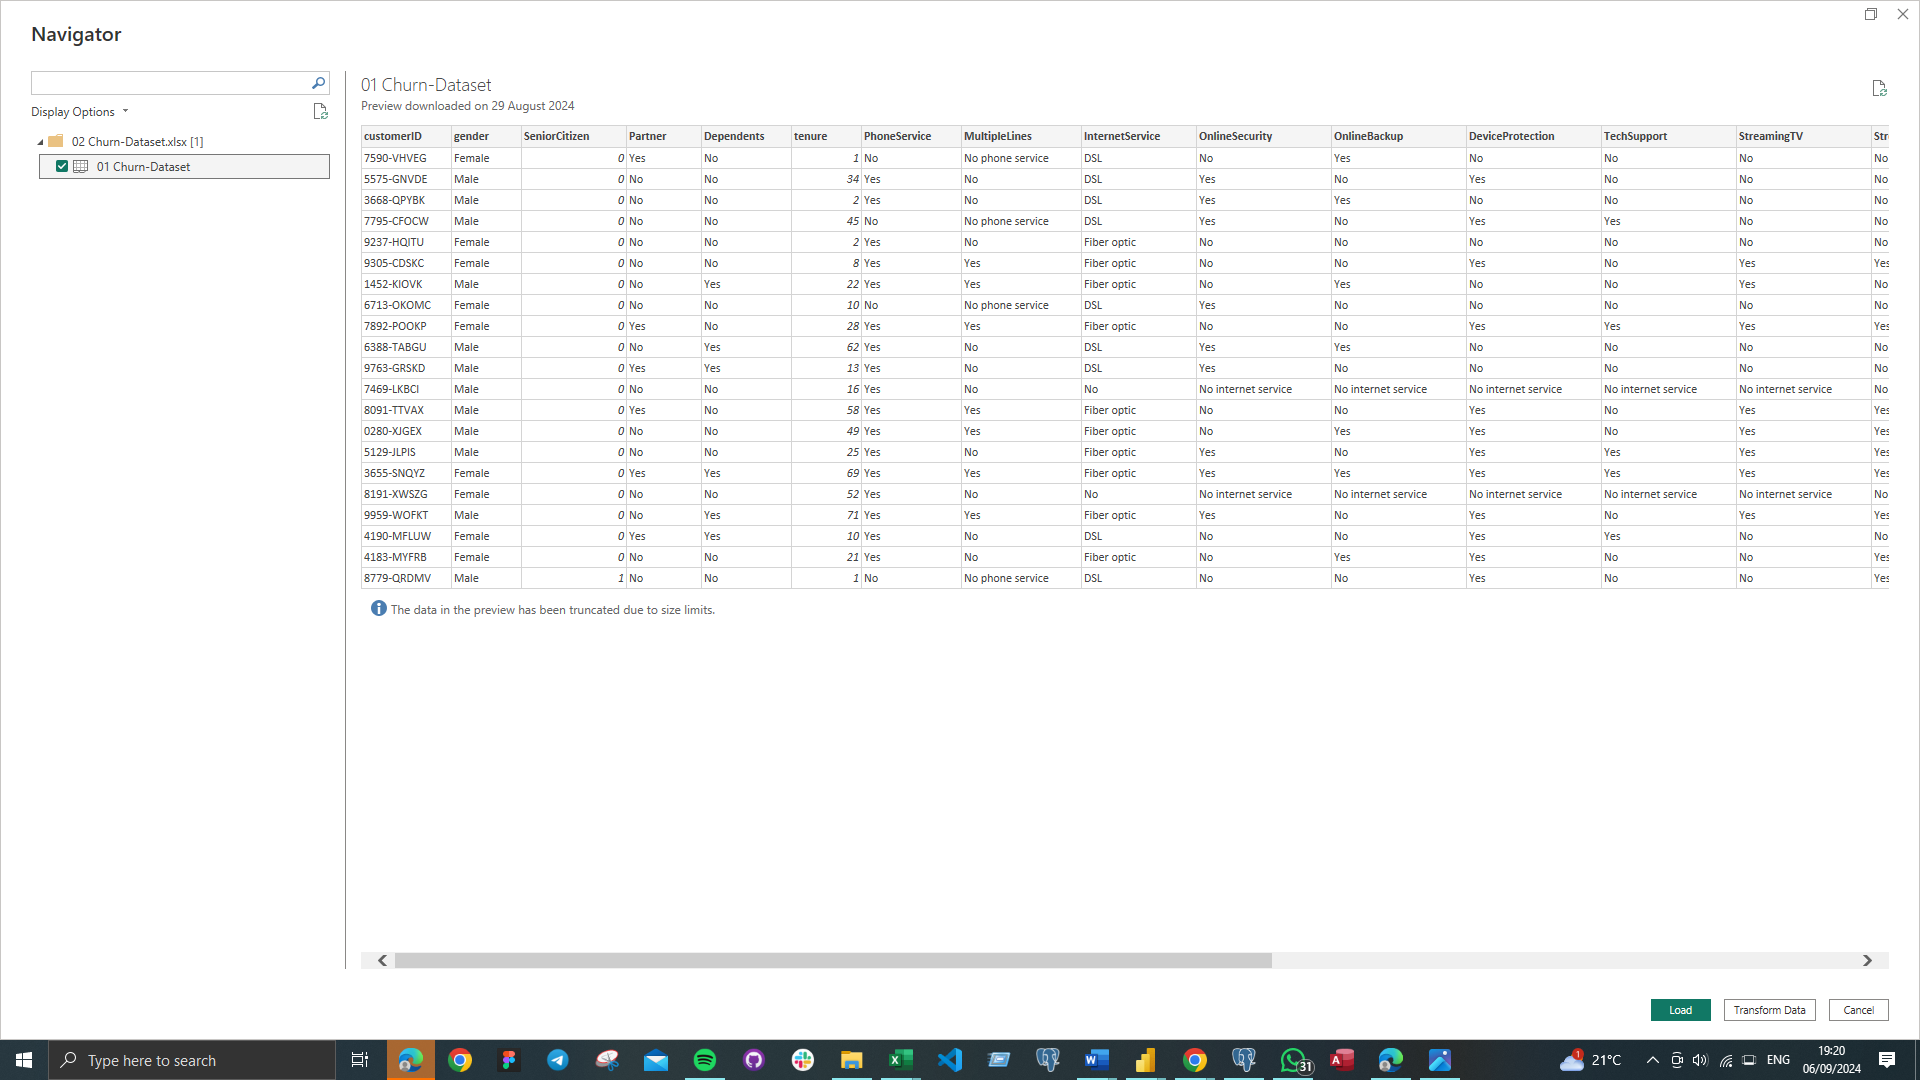 Navigator
Display Options
02 Churn-Dataset.xlsx [1]
01 Churn-Dataset
01 Churn-Dataset
Preview downloaded on 29 August 2024
customerID gender SeniorCitizen Partner Dependents tenure PhoneService MultipleLines InternetService OnlineSecurity OnlineBackup DeviceProtection TechSupport StreamingTV Str
7590-VHVEG Female 0 Yes No 1 No No phone service DSL No Yes No No No No
5575-GNVDE Male 0 No No 34 Yes No DSL Yes No Yes No No No
3668-QPYBK Male 0 No No 2 Yes No DSL Yes Yes No No No No
7795-CFOCW Male 0 No No 45 No No phone service DSL Yes No Yes Yes No No
9237-HQITU Female 0 No No 2 Yes No Fiber optic No No No No No No
9305-CDSKC Female 0 No No 8 Yes Yes Fiber optic No No Yes No Yes Yes
1452-KIOVK Male 0 No Yes 22 Yes Yes Fiber optic No Yes No No Yes No
6713-OKOMC Female 0 No No 10 No No phone service DSL Yes No No No No No
7892-POOKP Female 0 Yes No 28 Yes Yes Fiber optic No No Yes Yes Yes Yes
6388-TABGU Male 0 No Yes 62 Yes No DSL Yes Yes No No No No
9763-GRSKD Male 0 Yes Yes 13 Yes No DSL Yes No No No No No
7469-LKBCI Male 0 No No 16 Yes No No No internet service No internet service No internet service No internet service No internet service No
8091-TTVAX Male 0 Yes No 58 Yes Yes Fiber optic No No Yes No Yes Yes
0280-XJGEX Male 0 No No 49 Yes Yes Fiber optic No Yes Yes No Yes Yes
5129-JLPIS Male 0 No No 25 Yes No Fiber optic Yes No Yes Yes Yes Yes
3655-SNQYZ Female 0 Yes Yes 69 Yes Yes Fiber optic Yes Yes Yes Yes Yes Yes
8191-XWSZG Female 0 No No 52 Yes No No No internet service No internet service No internet service No internet service No internet service No
9959-WOFKT Male 0 No Yes 71 Yes Yes Fiber optic Yes No Yes No Yes Yes
4190-MFLUW Female 0 Yes Yes 10 Yes No DSL No No Yes Yes No No
4183-MYFRB Female 0 No No 21 Yes No Fiber optic No Yes Yes No No Yes
8779-QRDMV Male 1 No No 1 No No phone service DSL No No Yes No No Yes
The data in the preview has been truncated due to size limits.
Load Transform Data Cancel
Type here to search
31
1 21°C
ENG
19:20
06/09/2024